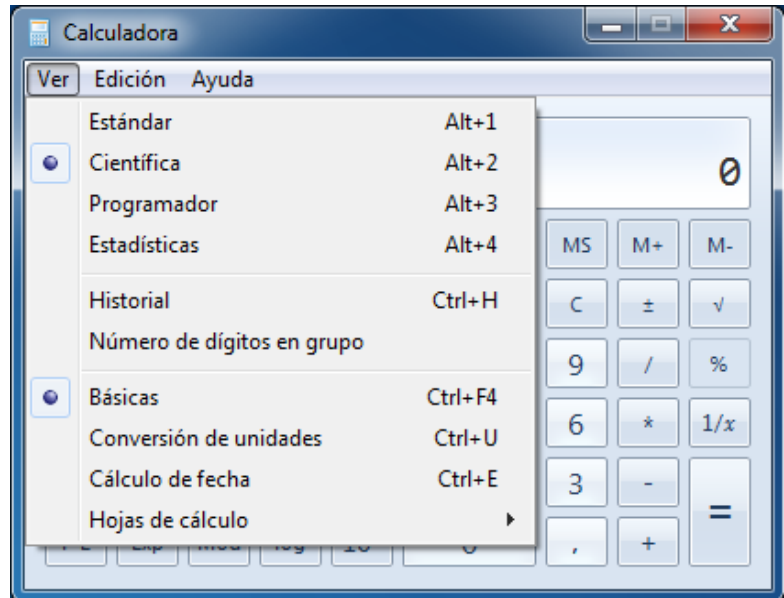 Calculadora
Ver Edición Ayuda
Estándar Alt+1
Científica Alt+2
Programador Alt+3
Estadísticas Alt+4
Historial Ctrl+H
Número de dígitos en grupo
Básicas Ctrl+F4
Conversión de unidades Ctrl+U
Cálculo de fecha Ctrl+E
Hojas de cálculo
0
MS M+ M-
C ± √
9 / %
6 * 1/x
3 - =
, +